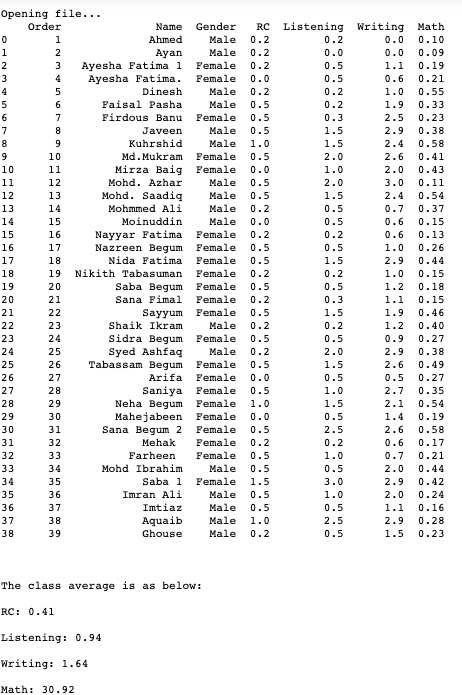 Opening file...
Order Name Gender RC Listening Writing Math
0 1 Ahmed Male 0.2 0.2 0.0 0.10
1 2 Ayan Male 0.2 0.0 0.0 0.09
2 3 Ayesha Fatima 1 Female 0.2 0.5 1.1 0.19
3 4 Ayesha Fatima. Female 0.0 0.5 0.6 0.21
4 5 Dinesh Male 0.2 0.2 1.0 0.55
5 6 Faisal Pasha Male 0.5 0.2 1.9 0.33
6 7 Firdous Banu Female 0.5 0.3 2.5 0.23
7 8 Javeen Male 0.5 1.5 2.9 0.38
8 9 Kuhrshid Male 1.0 1.5 2.4 0.58
9 10 Md.Mukram Female 0.5 2.0 2.6 0.41
10 11 Mirza Baig Female 0.0 1.0 2.0 0.43
11 12 Mohd. Azhar Male 0.5 2.0 3.0 0.11
12 13 Mohd. Saadiq Male 0.5 1.5 2.4 0.54
13 14 Mohmmed Ali Male 0.2 0.5 0.7 0.37
14 15 Moinuddin Male 0.0 0.5 0.6 0.15
15 16 Nayyar Fatima Female 0.2 0.2 0.6 0.13
16 17 Nazreen Begum Female 0.5 0.5 1.0 0.26
17 18 Nida Fatima Female 0.5 1.5 2.9 0.44
18 19 Nikith Tabasuman Female 0.2 0.2 1.0 0.15
19 20 Saba Begum Female 0.5 0.5 1.2 0.18
20 21 Sana Fimal Female 0.2 0.3 1.1 0.15
21 22 Sayyum Female 0.5 1.5 1.9 0.46
22 23 Shaik Ikram Male 0.2 0.2 1.2 0.40
23 24 Sidra Begum Female 0.5 0.5 0.9 0.27
24 25 Syed Ashfaq Male 0.2 2.0 2.9 0.38
25 26 Tabassam Begum Female 0.5 1.5 2.6 0.49
26 27 Arifa Female 0.0 0.5 0.5 0.27
27 28 Saniya Female 0.5 1.0 2.7 0.35
28 29 Neha Begum Female 1.0 1.5 2.1 0.54
29 30 Mahejabeen Female 0.0 0.5 1.4 0.19
30 31 Sana Begum 2 Female 0.5 2.5 2.6 0.58
31 32 Mehak Female 0.2 0.2 0.6 0.17
32 33 Farheen Female 0.5 1.0 0.7 0.21
33 34 Mohd Ibrahim Male 0.5 0.5 2.0 0.44
34 35 Saba 1 Female 1.5 3.0 2.9 0.42
35 36 Imran Ali Male 0.5 1.0 2.0 0.24
36 37 Imtiaz Male 0.5 0.5 1.1 0.16
37 38 Aquaib Male 1.0 2.5 2.9 0.28
38 39 Ghouse Male 0.2 0.5 1.5 0.23
The class average is as below:
RC: 0.41
Listening: 0.94
Writing: 1.64
Math: 30.92